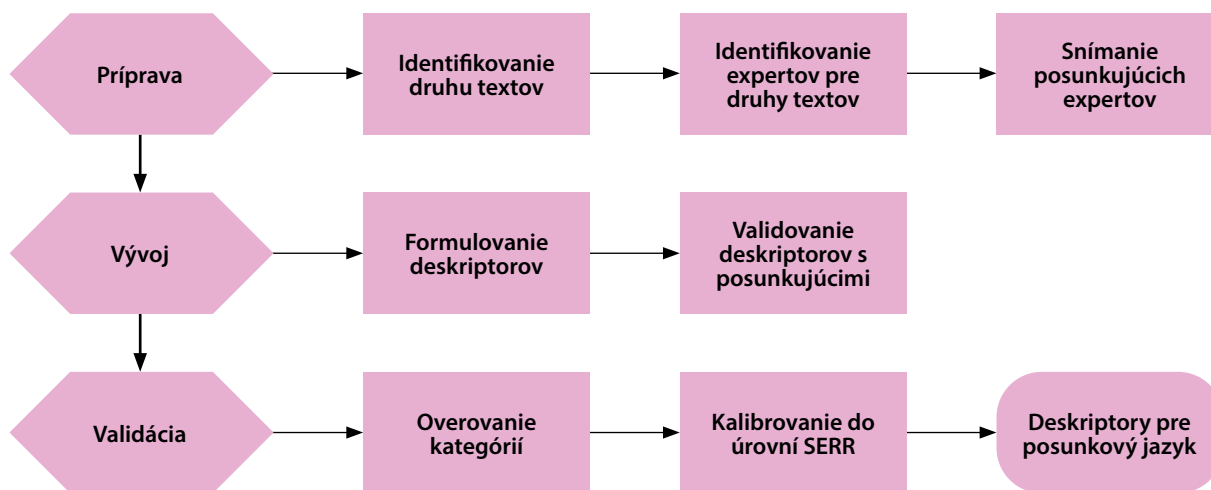 Príprava
Identifikovanie
druhu textov
Identifikovanie
expertov pre
druhy textov
Snímanie
posunkujúcich
expertov
Vývoj
Formulovanie
deskriptorov
Validovanie
deskriptorov s
posunkujúcimi
Validácia
Overovanie
kategórií
Kalibrovanie do
úrovní SERR
Deskriptory pre
posunkový jazyk